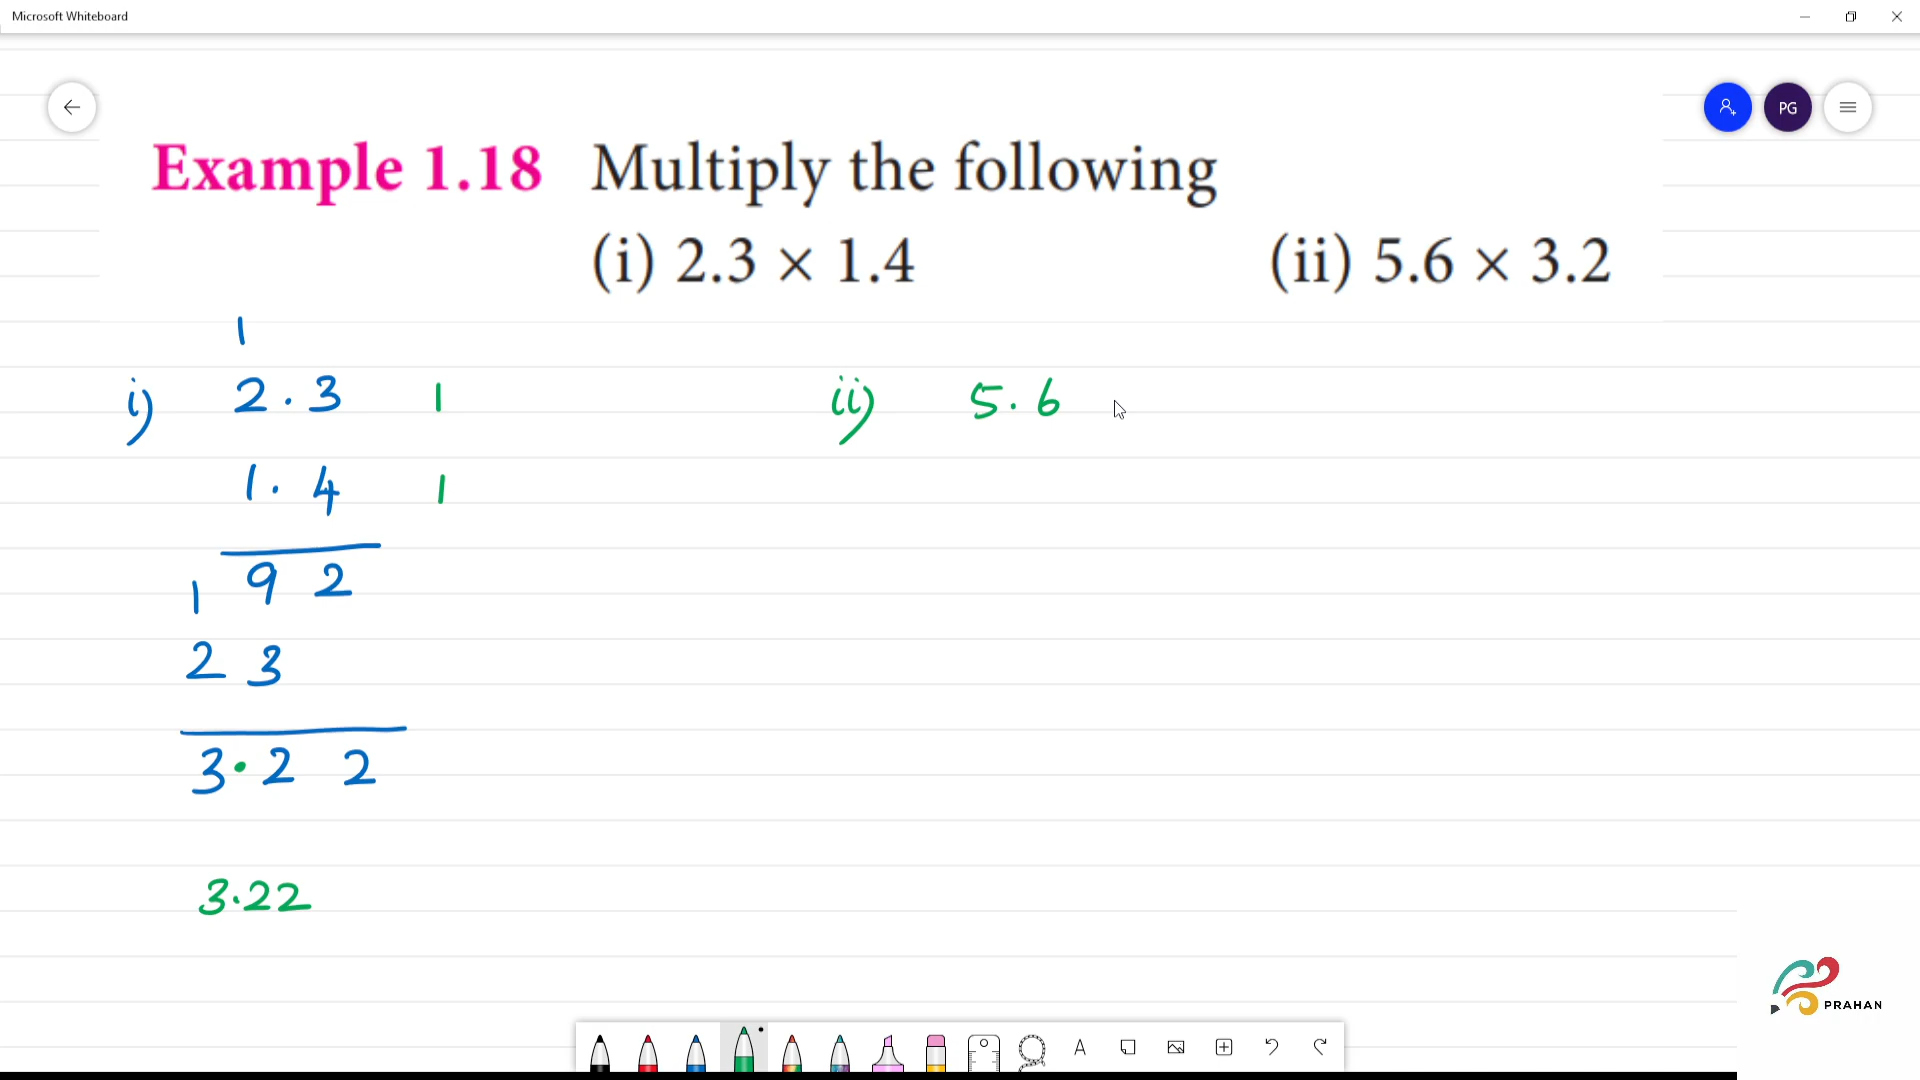 Microsoft Whiteboard
PG
Example 1.18 Multiply the following
(i) 2.3 × 1.4 (ii) 5.6 × 3.2
1
i) 2.3 1
1.4 1
1 9 2
2 3
3.2 2
3.22
ii) 5.6
A
PRAHAN